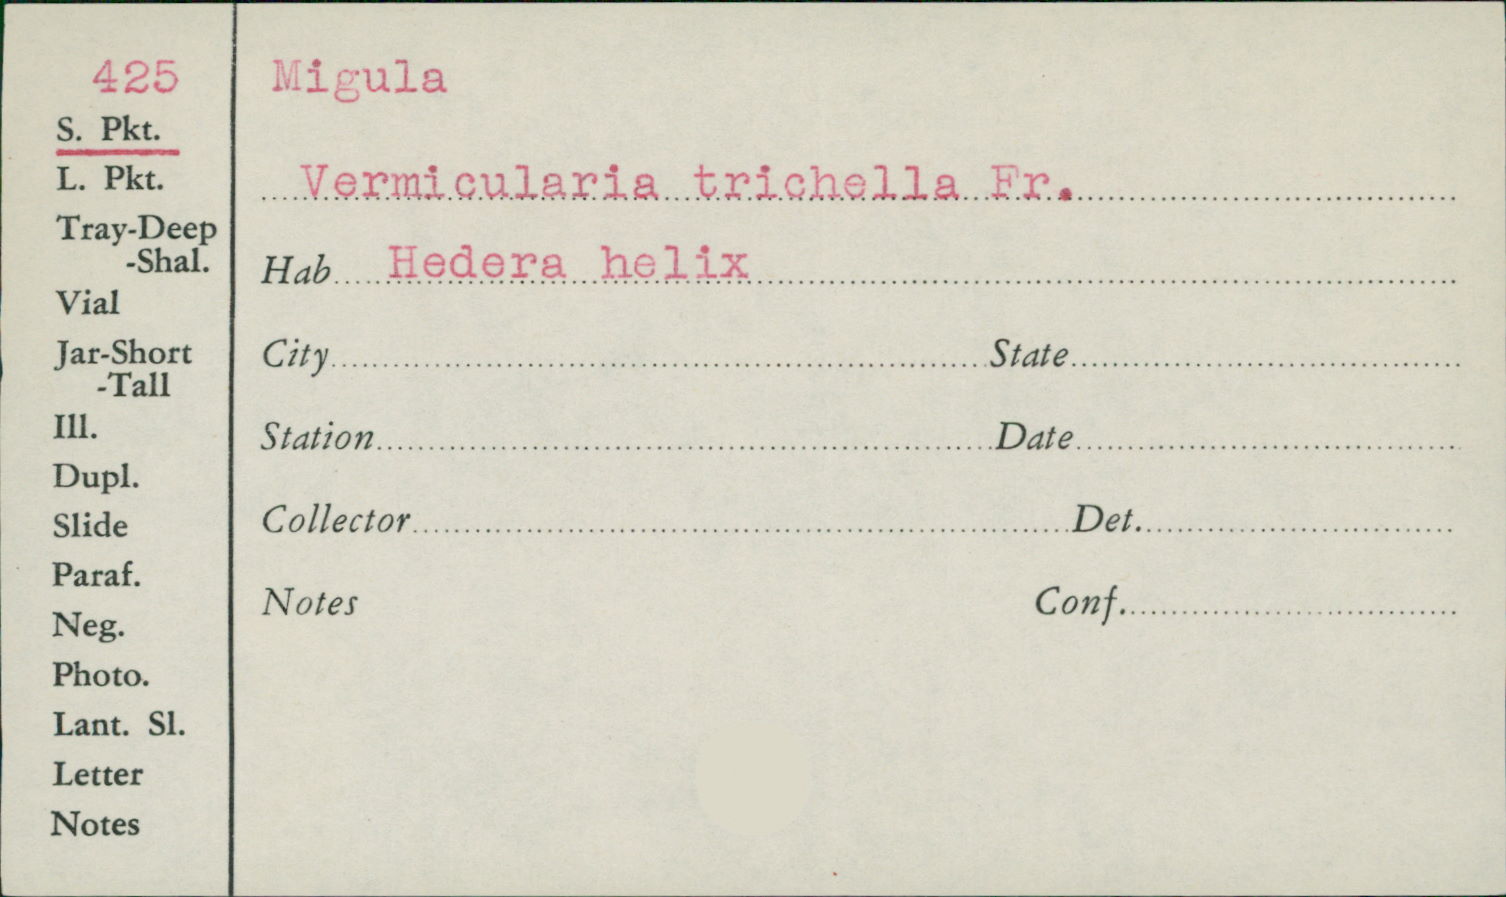 425
S. Pkt.
L. Pkt.
Tray-Deep
-Shal.
Vial
Jar-Short
-Tall
Ill.
Dupl.
Slide
Paraf.
Neg.
Photo.
Lant. Sl.
Letter
Notes
Migula
Vermicularia trichella Fr.
Hab Hedera helix
City State
Station Date
Collector Det.
Notes Conf.